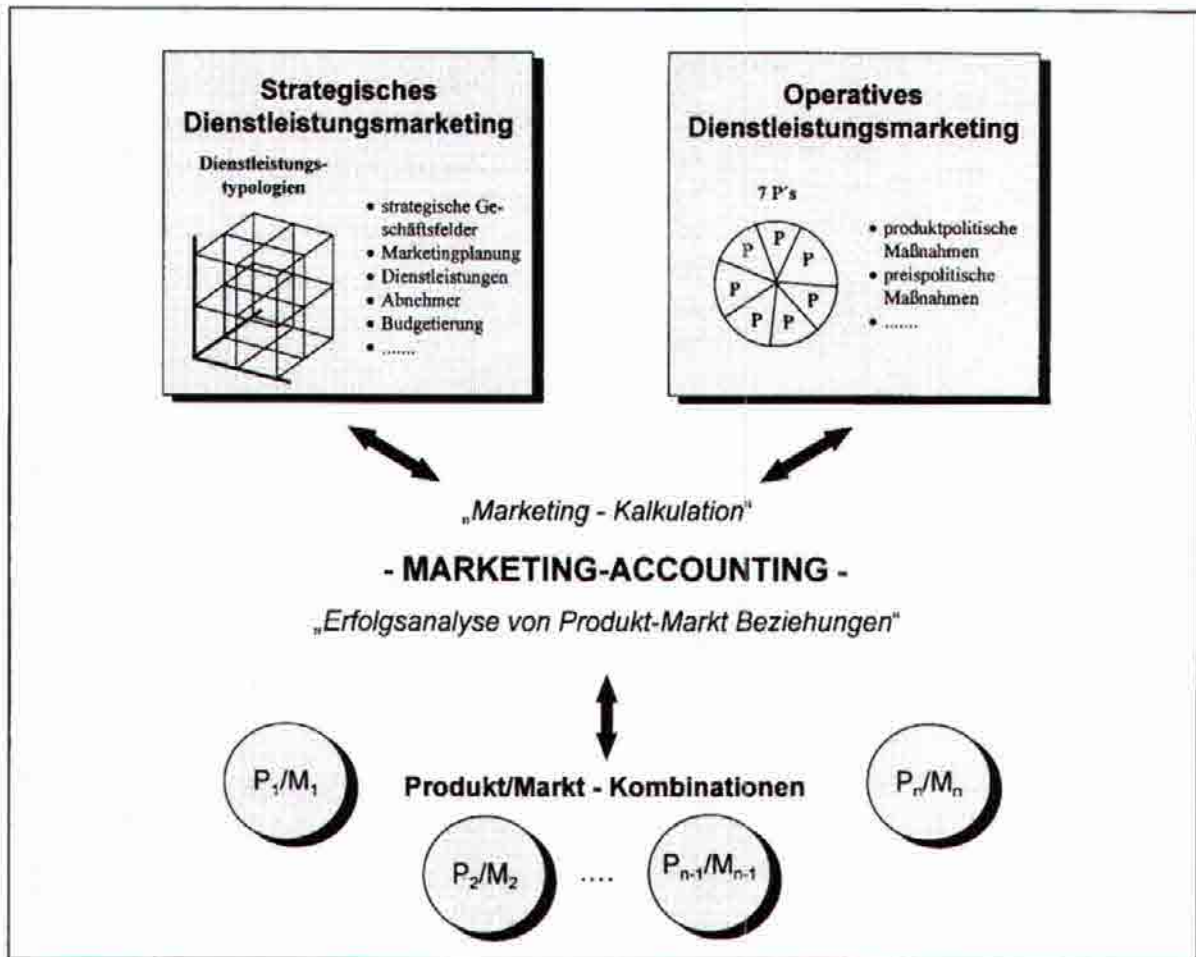 Strategisches
Dienstleistungsmarketing
Dienstleistungs-
typologien
• strategische Ge-
schäftsfelder
• Marketingplanung
• Dienstleistungen
• Abnehmer
• Budgetierung
• .......
Operatives
Dienstleistungsmarketing
7 P´s
P
P
P
P
P
P
P
• produktpolitische
Maßnahmen
• preispolitische
Maßnahmen
• .......
„Marketing - Kalkulation“
- MARKETING-ACCOUNTING -
„Erfolgsanalyse von Produkt-Markt Beziehungen“
Produkt/Markt - Kombinationen
P₁/M₁
P₂/M₂
....
Pₙ₋₁/Mₙ₋₁
Pₙ/Mₙ